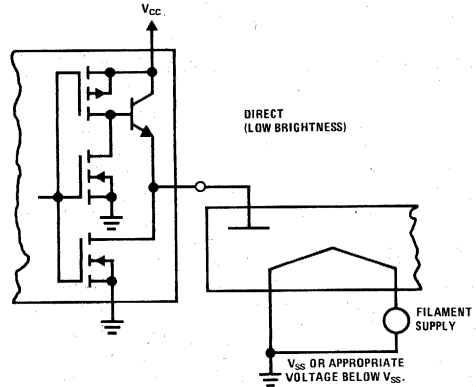 VCC
DIRECT
(LOW BRIGHTNESS)
FILAMENT
SUPPLY
VSS OR APPROPRIATE
VOLTAGE BELOW VSS.